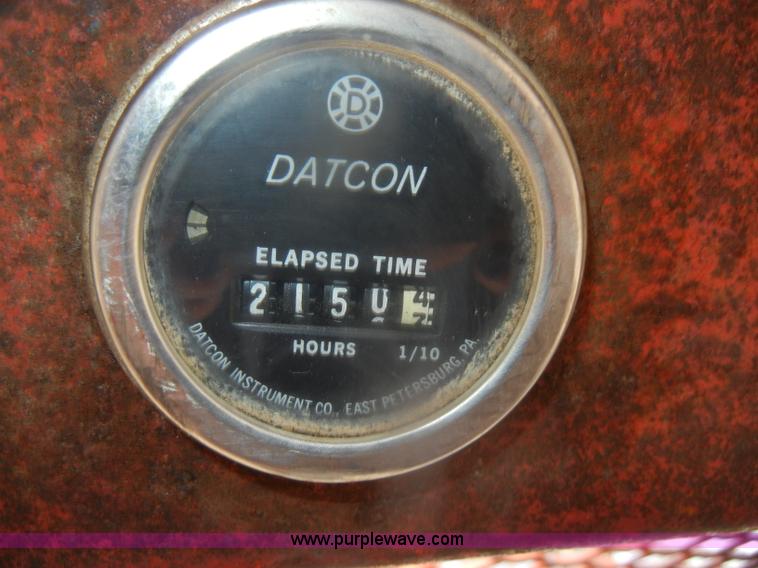 D
DATCON
ELAPSED TIME
2150
HOURS 1/10
DATCON INSTRUMENT CO., EAST PETERSBURG, PA.
www.purplewave.com